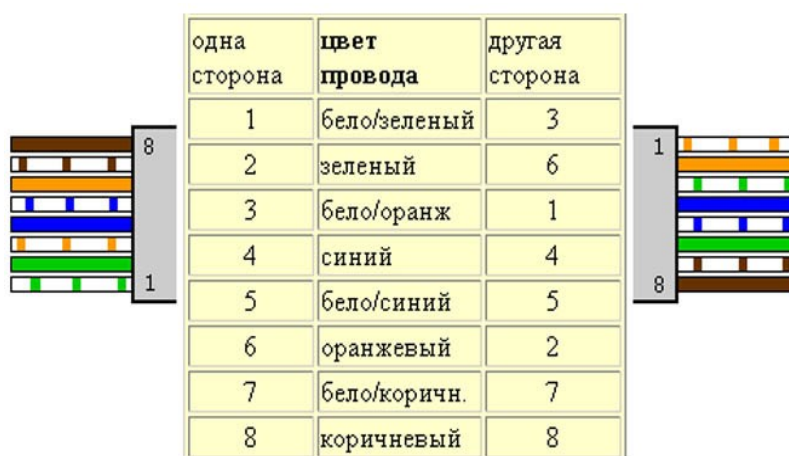 одна цвет другая
сторона провода сторона
1 бело/зеленый 3
2 зеленый 6
3 бело/оранж 1
4 синий 4
5 бело/синий 5
6 оранжевый 2
7 бело/коричн. 7
8 коричневый 8
8
1
1
8